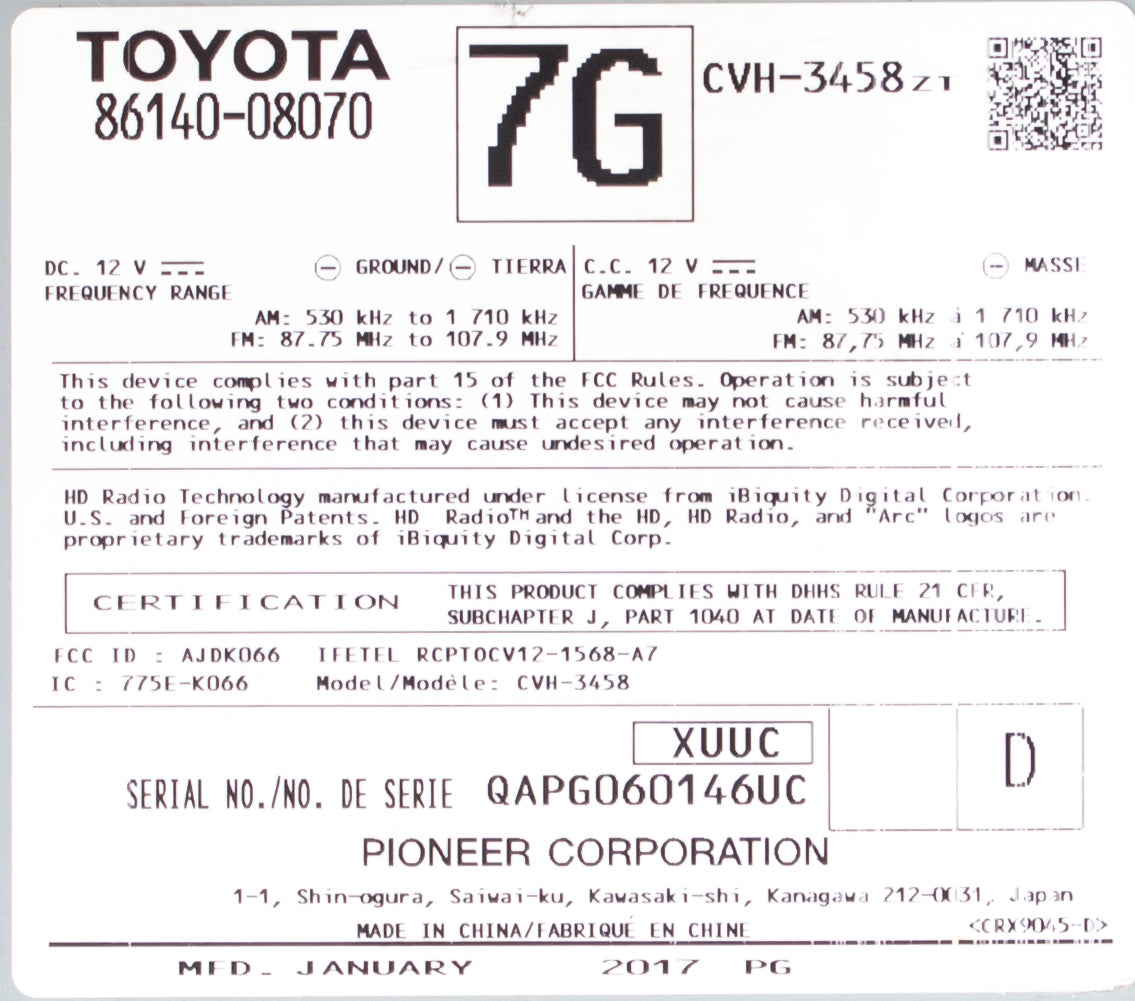 TOYOTA
86140-08070
7G
CVH-3458 ZT
DC. 12 V ⊖ GROUND/⊖ TIERRA
FREQUENCY RANGE
AM: 530 kHz to 1 710 kHz
FM: 87.75 MHz to 107.9 MHz
C.C. 12 V ⊖ MASSE
GAMME DE FREQUENCE
AM: 530 kHz à 1 710 kHz
FM: 87,75 MHz à 107,9 MHz
This device complies with part 15 of the FCC Rules. Operation is subject
to the following two conditions: (1) This device may not cause harmful
interference, and (2) this device must accept any interference received,
including interference that may cause undesired operation.
HD Radio Technology manufactured under license from iBiquity Digital Corporation.
U.S. and Foreign Patents. HD Radio™ and the HD, HD Radio, and "Arc" logos are
proprietary trademarks of iBiquity Digital Corp.
CERTIFICATION
THIS PRODUCT COMPLIES WITH DHHS RULE 21 CFR,
SUBCHAPTER J, PART 1040 AT DATE OF MANUFACTURE.
FCC ID : AJDK066 IFETEL RCPTOCV12-1568-A7
IC : 775E-K066 Model/Modèle: CVH-3458
XUUC
D
SERIAL NO./NO. DE SERIE QAPG060146UC
PIONEER CORPORATION
1-1, Shin-ogura, Saiwai-ku, Kawasaki-shi, Kanagawa 212-0031, Japan
MADE IN CHINA/FABRIQUÉ EN CHINE
<CRX9045-D>
MFD. JANUARY 2017 PG